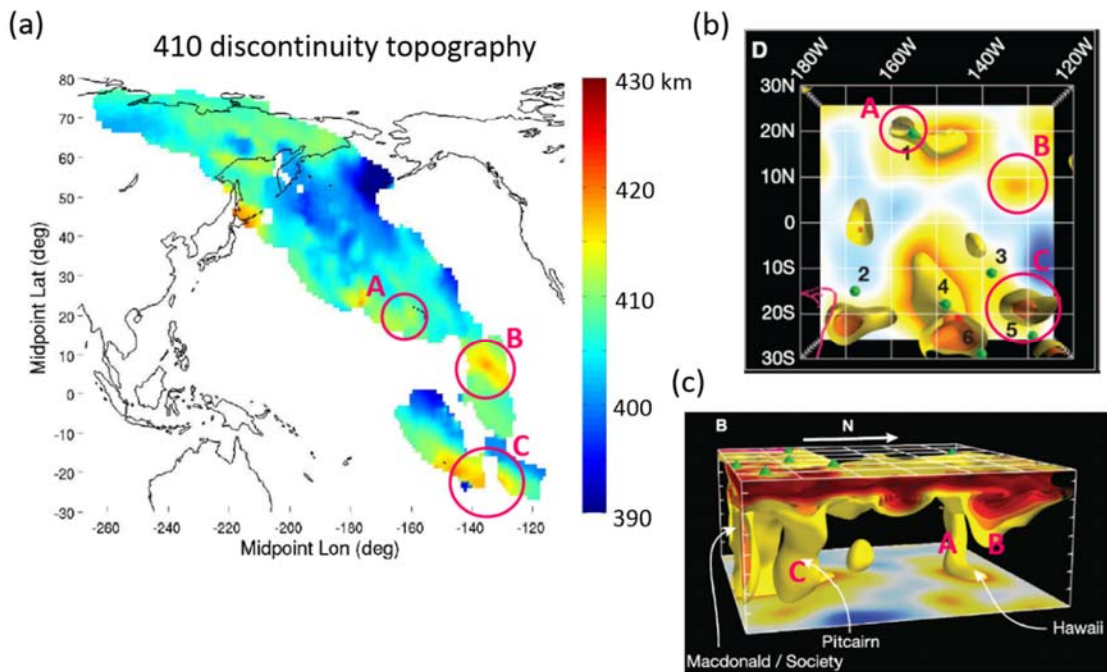 (a)
410 discontinuity topography
Midpoint Lat (deg)
80
70
60
50
40
30
20
10
0
-10
-20
-30
-260 -240 -220 -200 -180 -160 -140 -120
Midpoint Lon (deg)
A
B
C
430 km
420
410
400
390
(b)
D
180W 160W 140W 120W
30N
20N
10N
0
10S
20S
30S
A
B
C
1
2
3
4
5
6
(c)
B
N
A
B
C
Hawaii
Pitcairn
Macdonald / Society